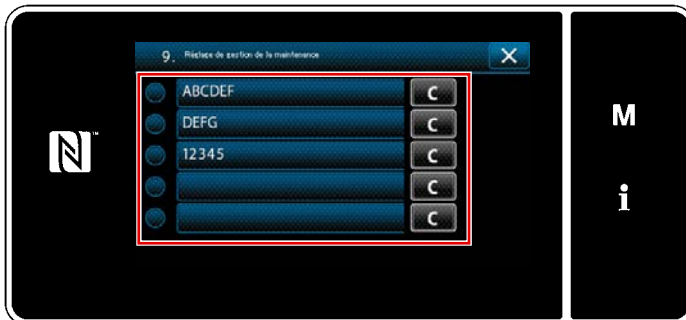 9. Réglage de gestion de la maintenance
X
ABCDEF C
DEFG C
12345 C
C
C
N
M
i